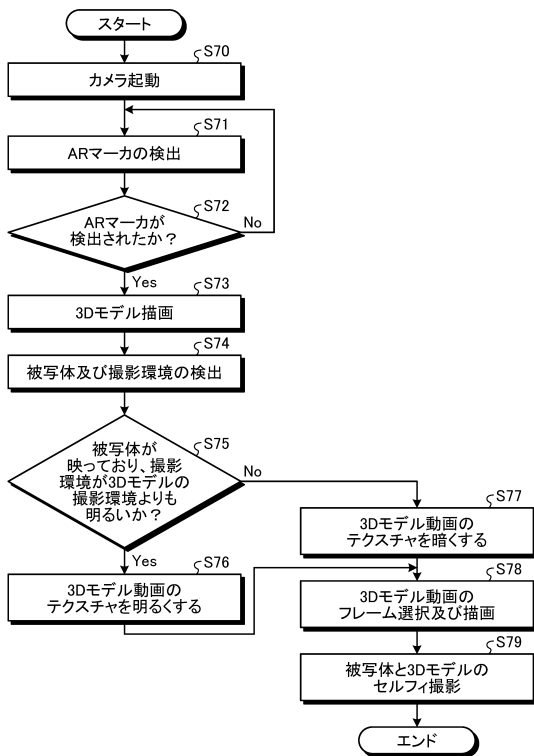 スタート
S70
カメラ起動
S71
ARマーカの検出
S72
ARマーカが
検出されたか？
No
Yes
S73
3Dモデル描画
S74
被写体及び撮影環境の検出
S75
被写体が
映っており、撮影
環境が3Dモデルの
撮影環境よりも
明るいか？
No
Yes
S76
3Dモデル動画の
テクスチャを明るくする
S77
3Dモデル動画の
テクスチャを暗くする
S78
3Dモデル動画の
フレーム選択及び描画
S79
被写体と3Dモデルの
セルフィ撮影
エンド